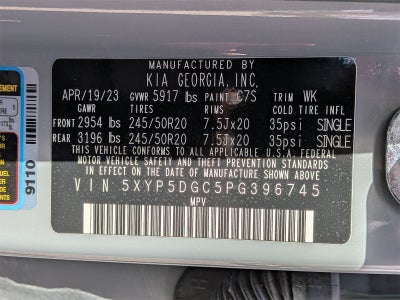 MANUFACTURED BY
KIA GEORGIA, INC.
APR/19/23 GVWR 5917 lbs PAINT C7S TRIM WK
GAWR TIRES RIMS COLD TIRE INFL
FRONT 2954 lbs 245/50R20 7.5Jx20 35psi SINGLE
REAR 3196 lbs 245/50R20 7.5Jx20 35psi SINGLE
THIS VEHICLE CONFORMS TO ALL APPLICABLE U.S.A. FEDERAL
MOTOR VEHICLE SAFETY AND THEFT PREVENTION STANDARDS
IN EFFECT ON THE DATE OF MANUFACTURE SHOWN ABOVE.
VIN 5XYP5DGC5PG396745
MPV
9110